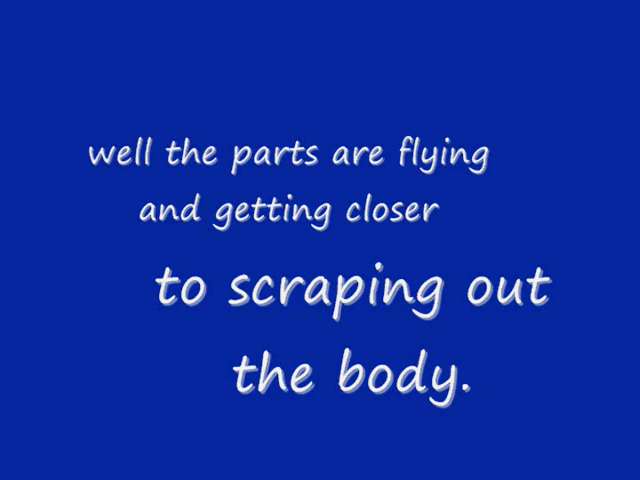 well the parts are flying
and getting closer
to scraping out
the body.